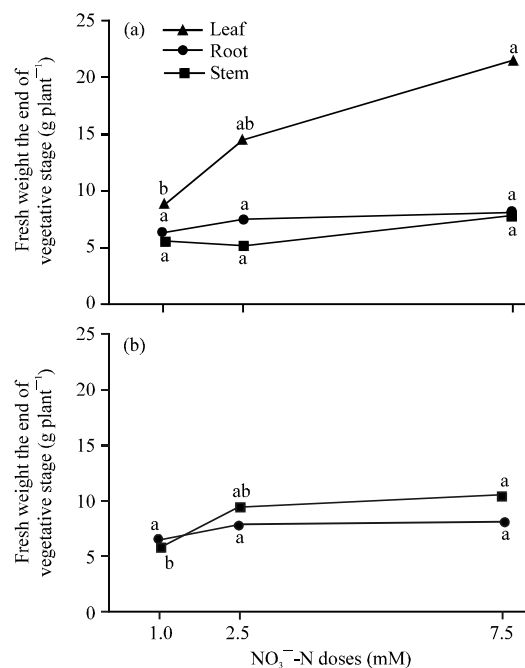 (a)
Leaf
Root
Stem
Fresh weight the end of
vegetative stage (g plant⁻¹)
25
20
15
10
5
0
b
a
a
ab
a
a
a
a
a
(b)
Fresh weight the end of
vegetative stage (g plant⁻¹)
25
20
15
10
5
0
a
b
ab
a
a
a
1.0
2.5
7.5
NO₃⁻-N doses (mM)